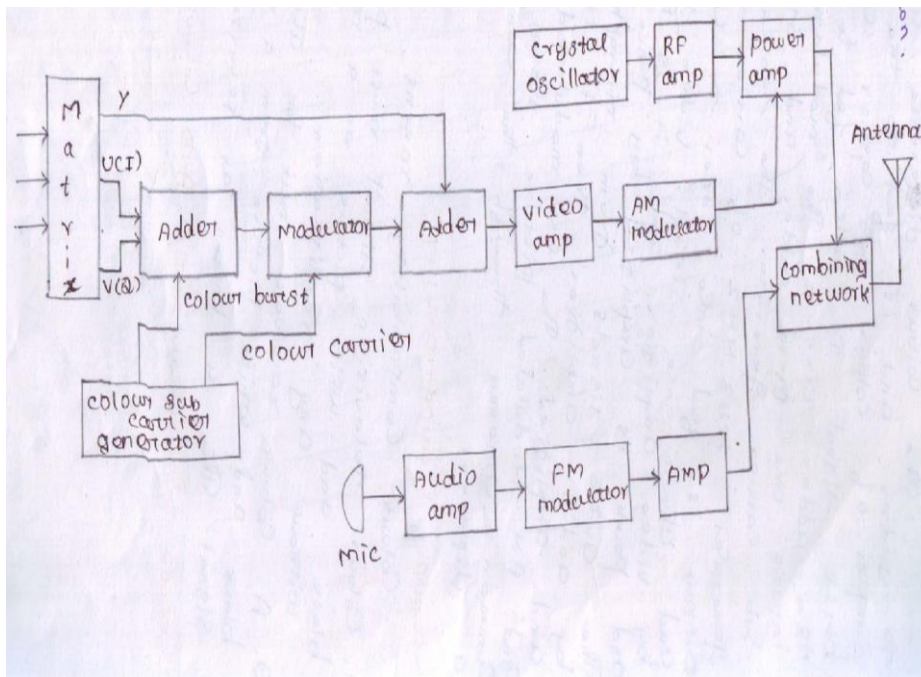 Crystal
oscillator
RF
amp
power
amp
Antenna
M
a
t
r
i
x
Y
U(I)
V(Q)
Adder
modulator
Adder
video
amp
AM
modulator
combining
network
colour burst
colour carrier
colour sub
carrier
generator
mic
Audio
amp
FM
modulator
AMP